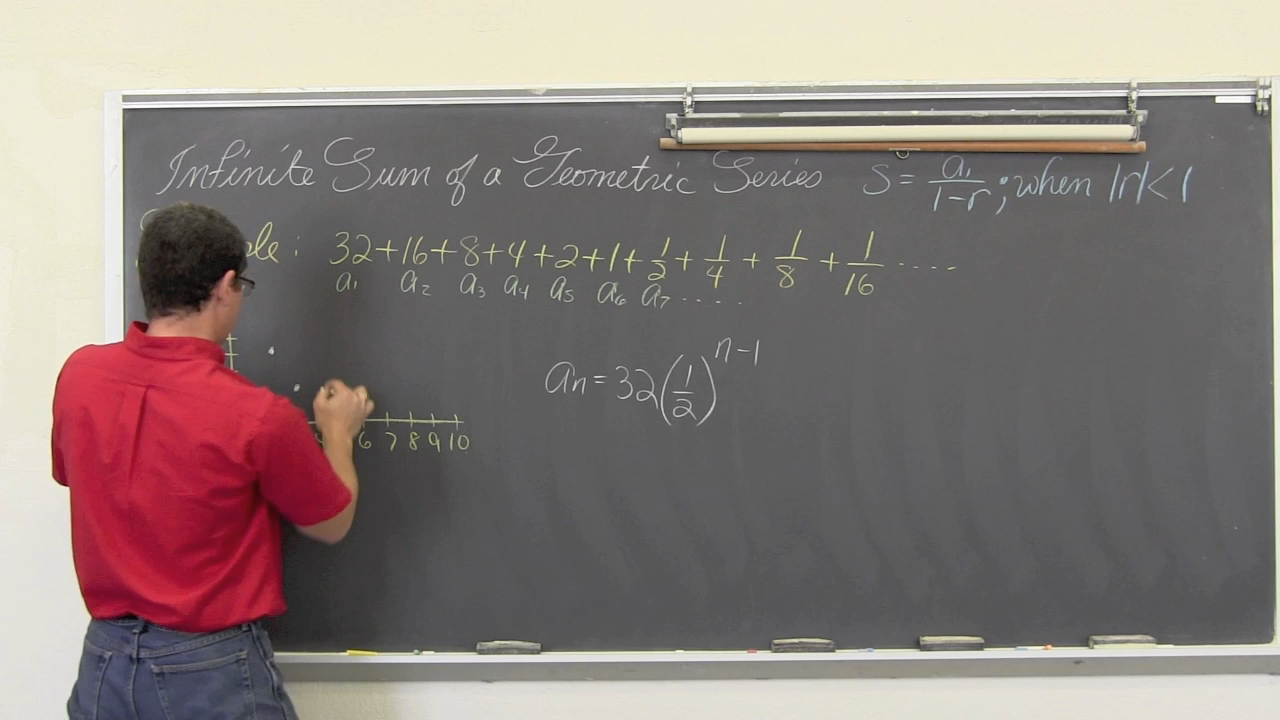 Infinite Sum of a Geometric Series S = a₁/(1-r) ; when |r| < 1
: 32+16+8+4+2+1+1/2+1/4+1/8+1/16 ....
a₁ a₂ a₃ a₄ a₅ a₆ a₇ .....
aₙ = 32(1/2)ⁿ⁻¹
6 7 8 9 10